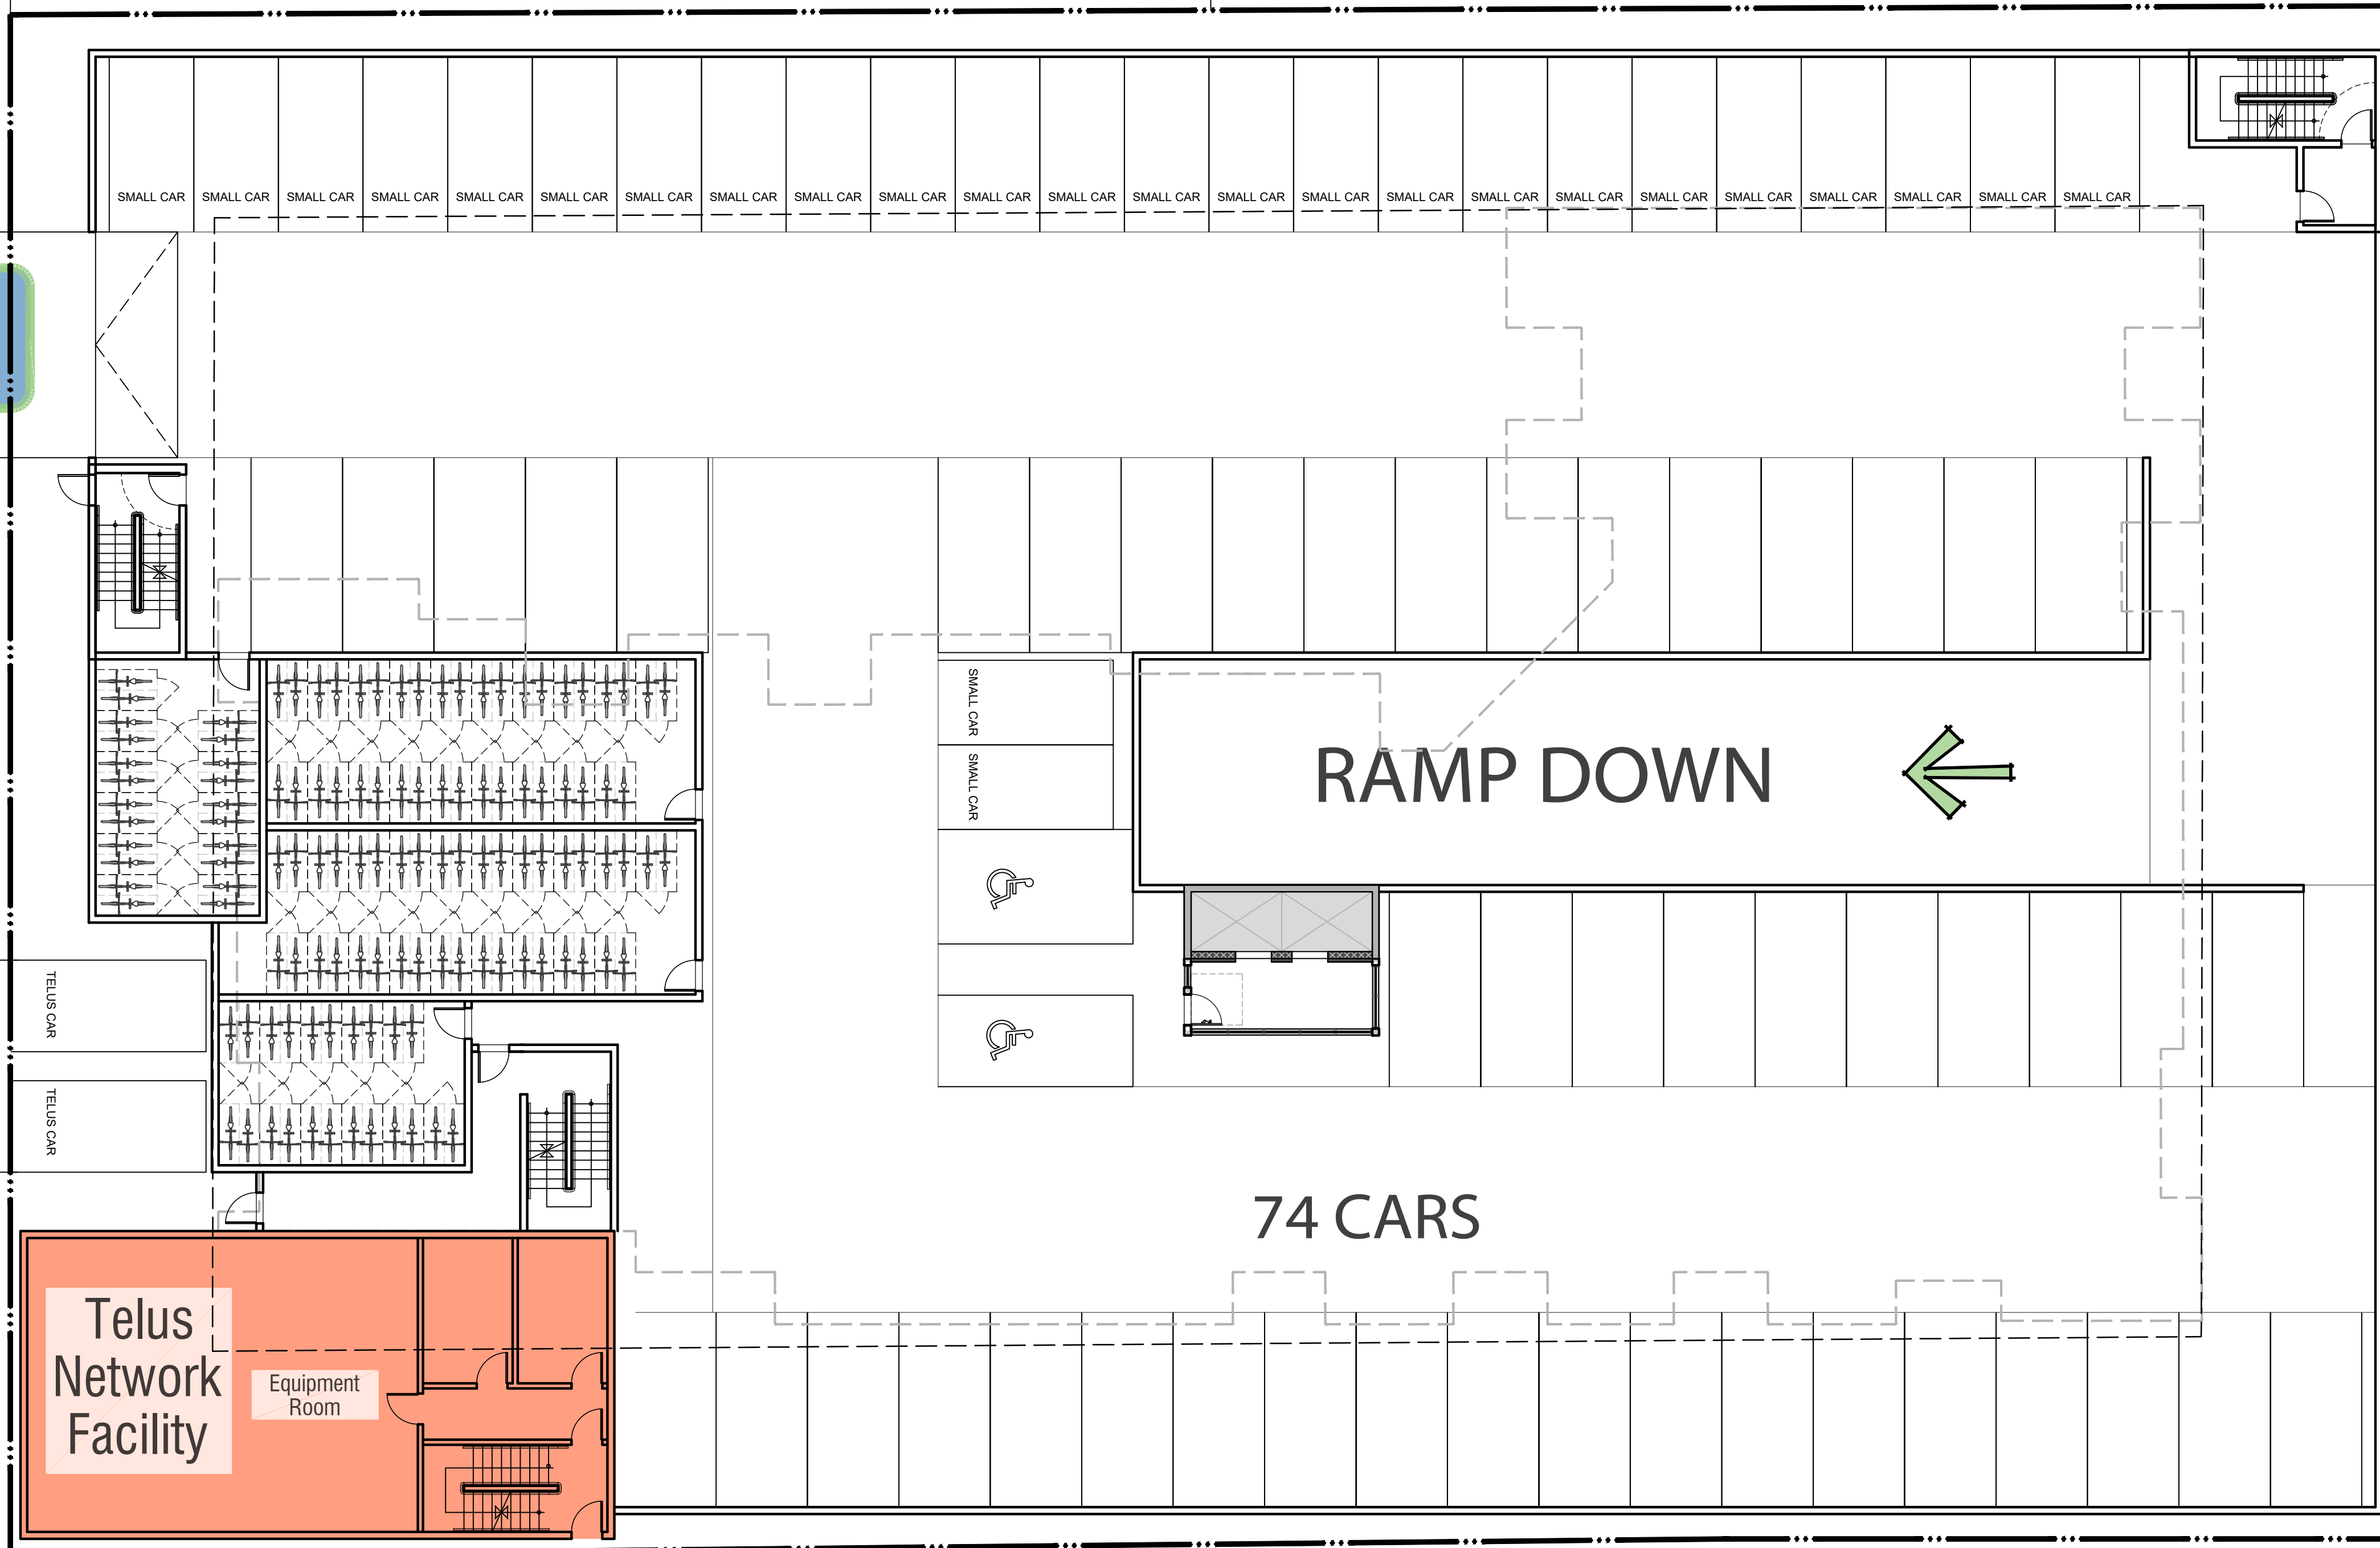 SMALL CAR SMALL CAR SMALL CAR SMALL CAR SMALL CAR SMALL CAR SMALL CAR SMALL CAR SMALL CAR SMALL CAR SMALL CAR SMALL CAR SMALL CAR SMALL CAR SMALL CAR SMALL CAR SMALL CAR SMALL CAR SMALL CAR SMALL CAR SMALL CAR SMALL CAR SMALL CAR SMALL CAR
SMALL CAR
SMALL CAR
RAMP DOWN
TELUS CAR
TELUS CAR
74 CARS
Telus
Network
Facility
Equipment
Room